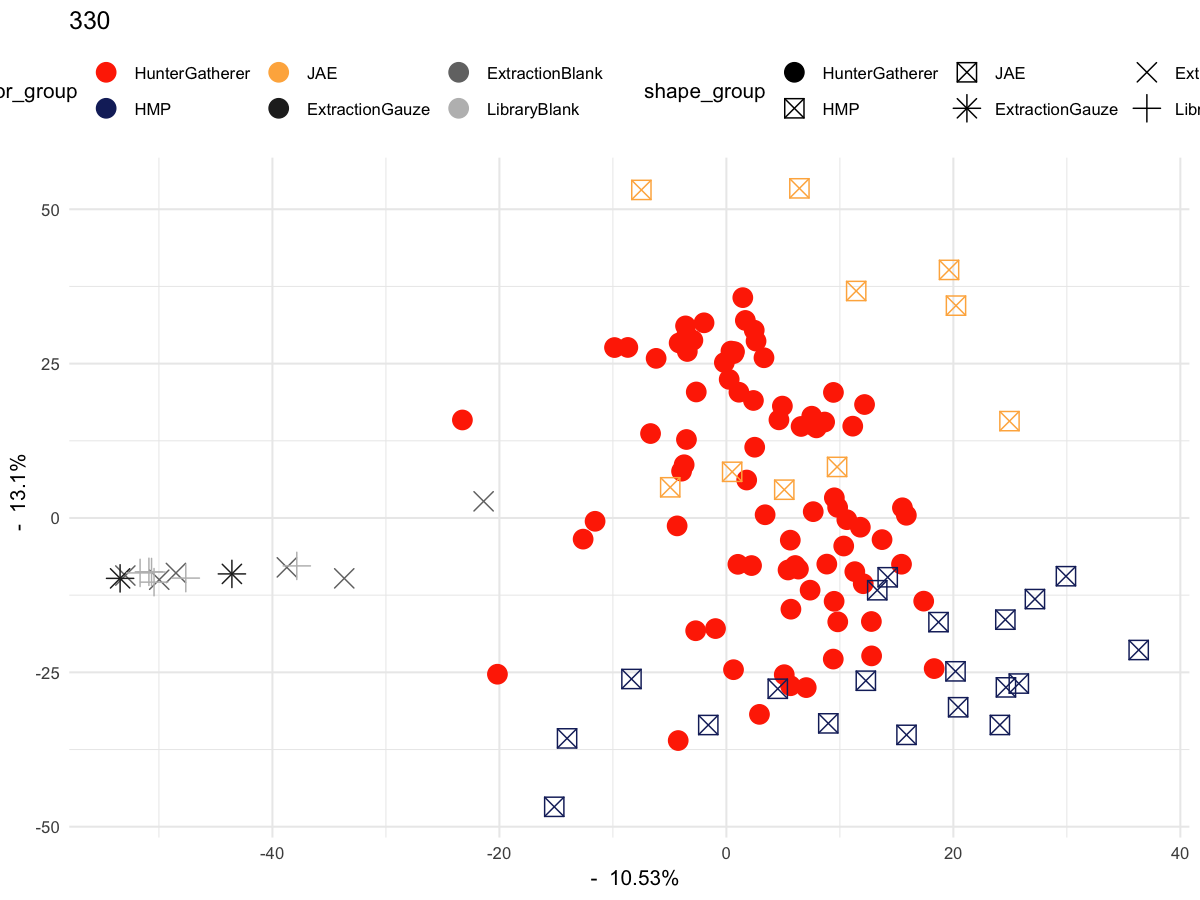 330
HunterGatherer JAE ExtractionBlank HunterGatherer JAE Ext
or_group shape_group
HMP ExtractionGauze LibraryBlank HMP ExtractionGauze Libr
50
25
0
-25
-50
- 13.1%
-40 -20 0 20 40
- 10.53%